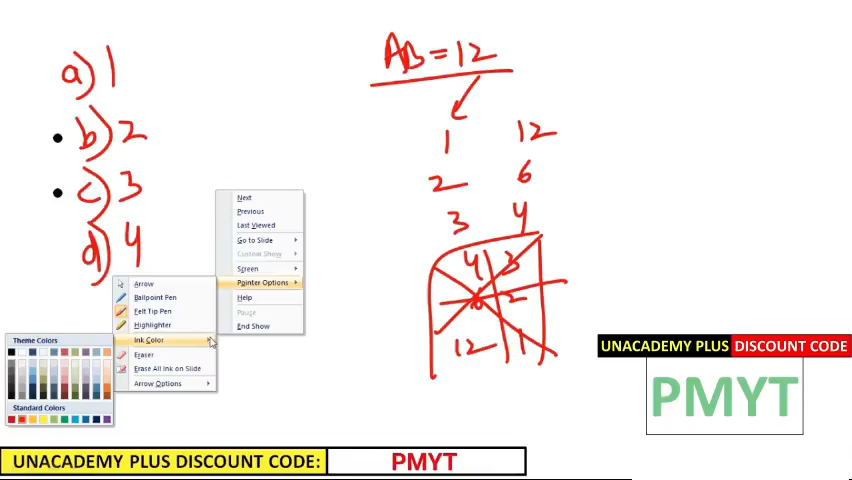 a) 1
• b) 2
• c) 3
d) 4
AB = 12
1 12
2 6
3 4
4 3
6 2
12 1
Next
Previous
Last Viewed
Go to Slide
Custom Show
Screen
Pointer Options
Help
Pause
End Show
Arrow
Ballpoint Pen
Felt Tip Pen
Highlighter
Ink Color
Eraser
Erase All Ink on Slide
Arrow Options
Theme Colors
Standard Colors
UNACADEMY PLUS DISCOUNT CODE
PMYT
UNACADEMY PLUS DISCOUNT CODE: PMYT